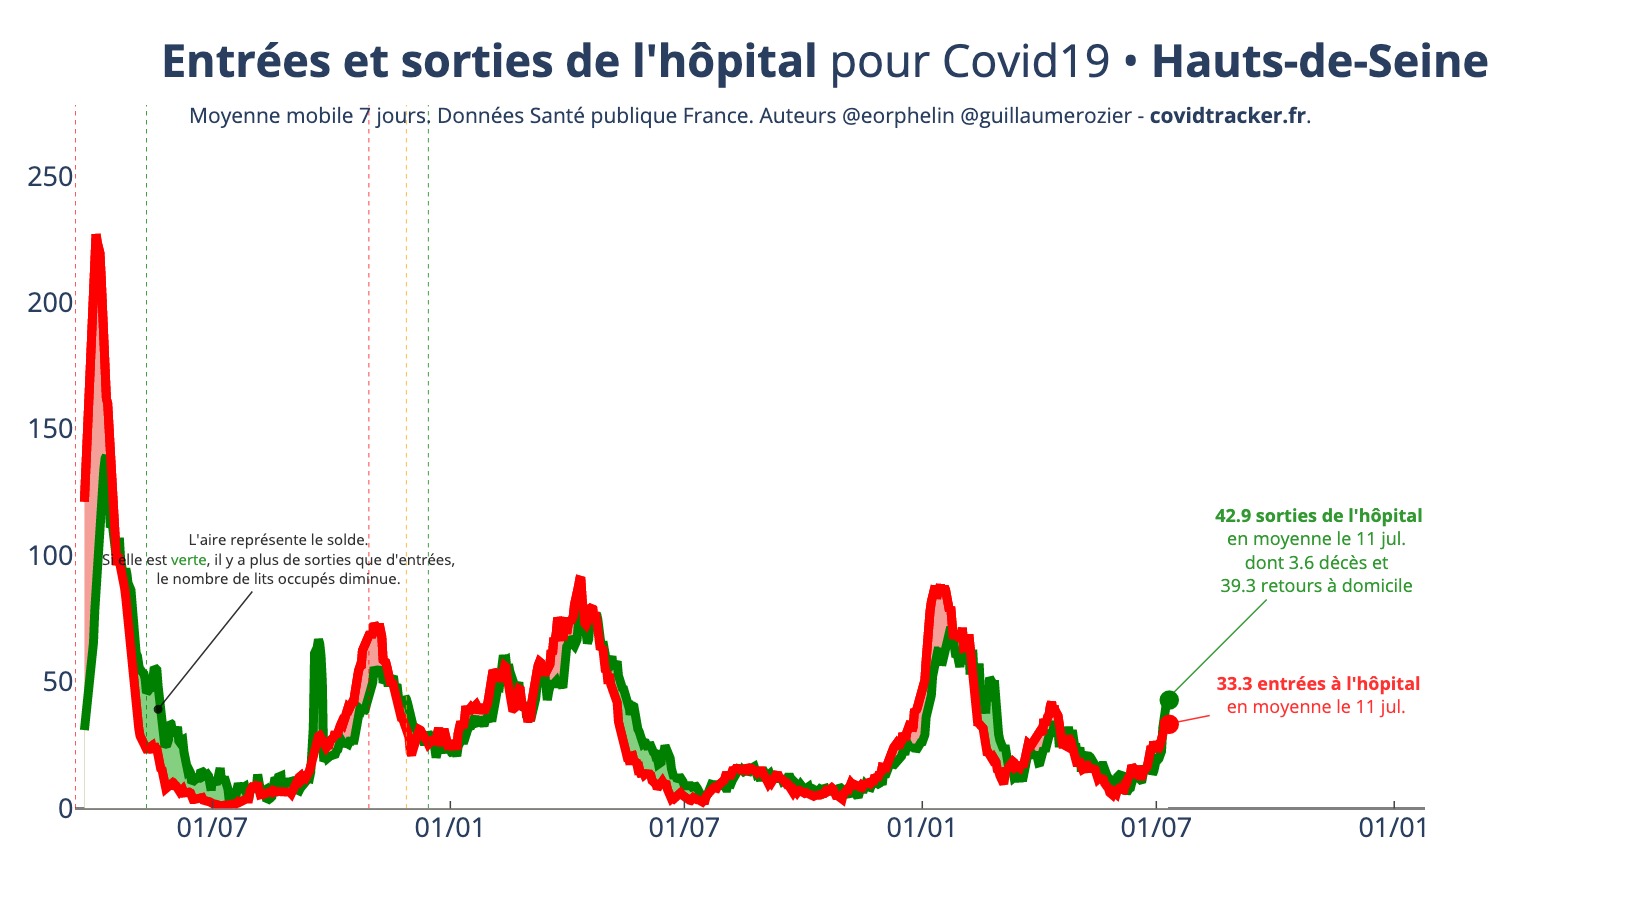 Entrées et sorties de l'hôpital pour Covid19 • Hauts-de-Seine
Moyenne mobile 7 jours. Données Santé publique France. Auteurs @eorphelin @guillaumerozier - covidtracker.fr.
250
200
150
100
50
0
L'aire représente le solde.
Si elle est verte, il y a plus de sorties que d'entrées,
le nombre de lits occupés diminue.
42.9 sorties de l'hôpital
en moyenne le 11 jul.
dont 3.6 décès et
39.3 retours à domicile
33.3 entrées à l'hôpital
en moyenne le 11 jul.
01/07 01/01 01/07 01/01 01/07 01/01